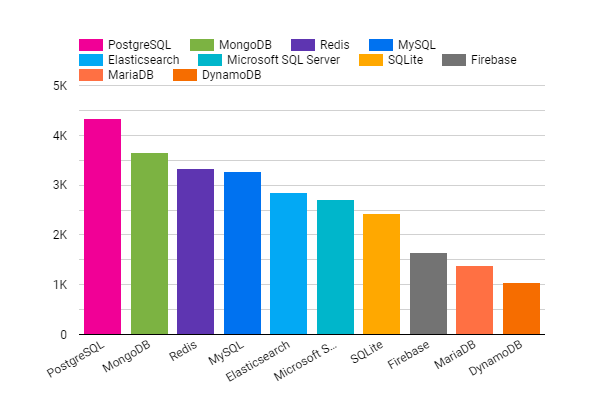 PostgreSQL MongoDB Redis MySQL
Elasticsearch Microsoft SQL Server SQLite Firebase
MariaDB DynamoDB
5K
4K
3K
2K
1K
0
PostgreSQL
MongoDB
Redis
MySQL
Elasticsearch
Microsoft S...
SQLite
Firebase
MariaDB
DynamoDB